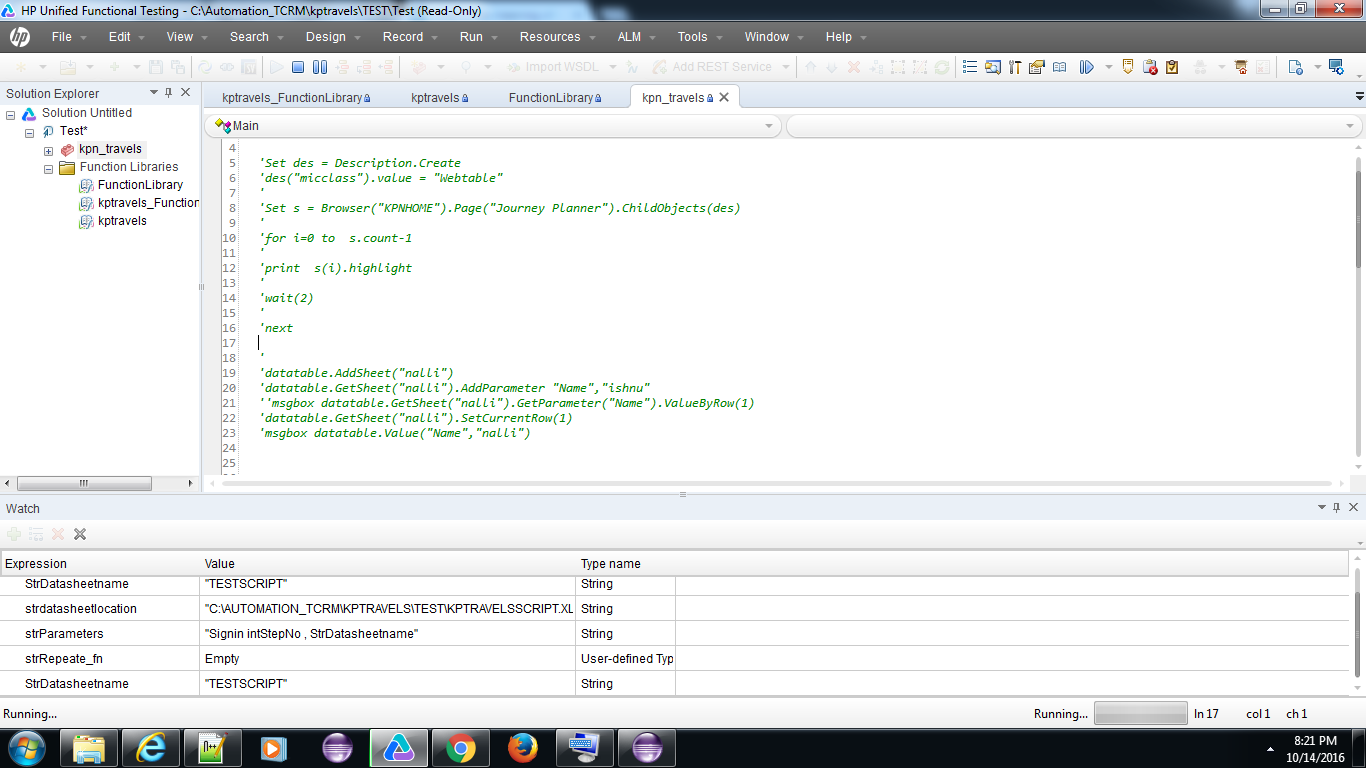 HP Unified Functional Testing - C:\Automation_TCRM\kptravels\TEST\Test (Read-Only)
hp File Edit View Search Design Record Run Resources ALM Tools Window Help
Import WSDL Add REST Service
Solution Explorer
kptravels_FunctionLibrary kptravels FunctionLibrary kpn_travels
Solution Untitled
Test*
kpn_travels
Function Libraries
FunctionLibrary
kptravels_Function
kptravels
Main
4
5 'Set des = Description.Create
6 'des("micclass").value = "Webtable"
7 '
8 'Set s = Browser("KPNHOME").Page("Journey Planner").ChildObjects(des)
9 '
10 'for i=0 to  s.count-1
11 '
12 'print  s(i).highlight
13 '
14 'wait(2)
15 '
16 'next
17
18 '
19 'datatable.AddSheet("nalli")
20 'datatable.GetSheet("nalli").AddParameter "Name","ishnu"
21 ''msgbox datatable.GetSheet("nalli").GetParameter("Name").ValueByRow(1)
22 'datatable.GetSheet("nalli").SetCurrentRow(1)
23 'msgbox datatable.Value("Name","nalli")
24
25
Watch
Expression Value Type name
StrDatasheetname "TESTSCRIPT" String
strdatasheetlocation "C:\AUTOMATION_TCRM\KPTRAVELS\TEST\KPTRAVELSSCRIPT.XL String
strParameters "Signin intStepNo , StrDatasheetname" String
strRepeate_fn Empty User-defined Typ
StrDatasheetname "TESTSCRIPT" String
Running... Running... ln 17 col 1 ch 1
N++
8:21 PM
10/14/2016